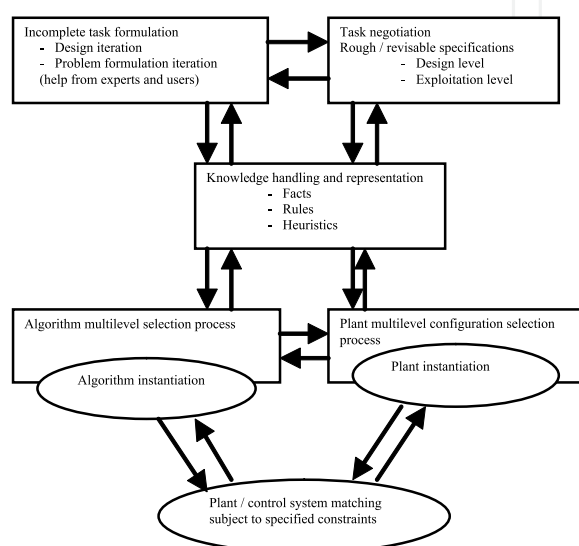 Incomplete task formulation
- Design iteration
- Problem formulation iteration
(help from experts and users)
Task negotiation
Rough / revisable specifications
- Design level
- Exploitation level
Knowledge handling and representation
- Facts
- Rules
- Heuristics
Algorithm multilevel selection process
Algorithm instantiation
Plant multilevel configuration selection
process
Plant instantiation
Plant / control system matching
subject to specified constraints